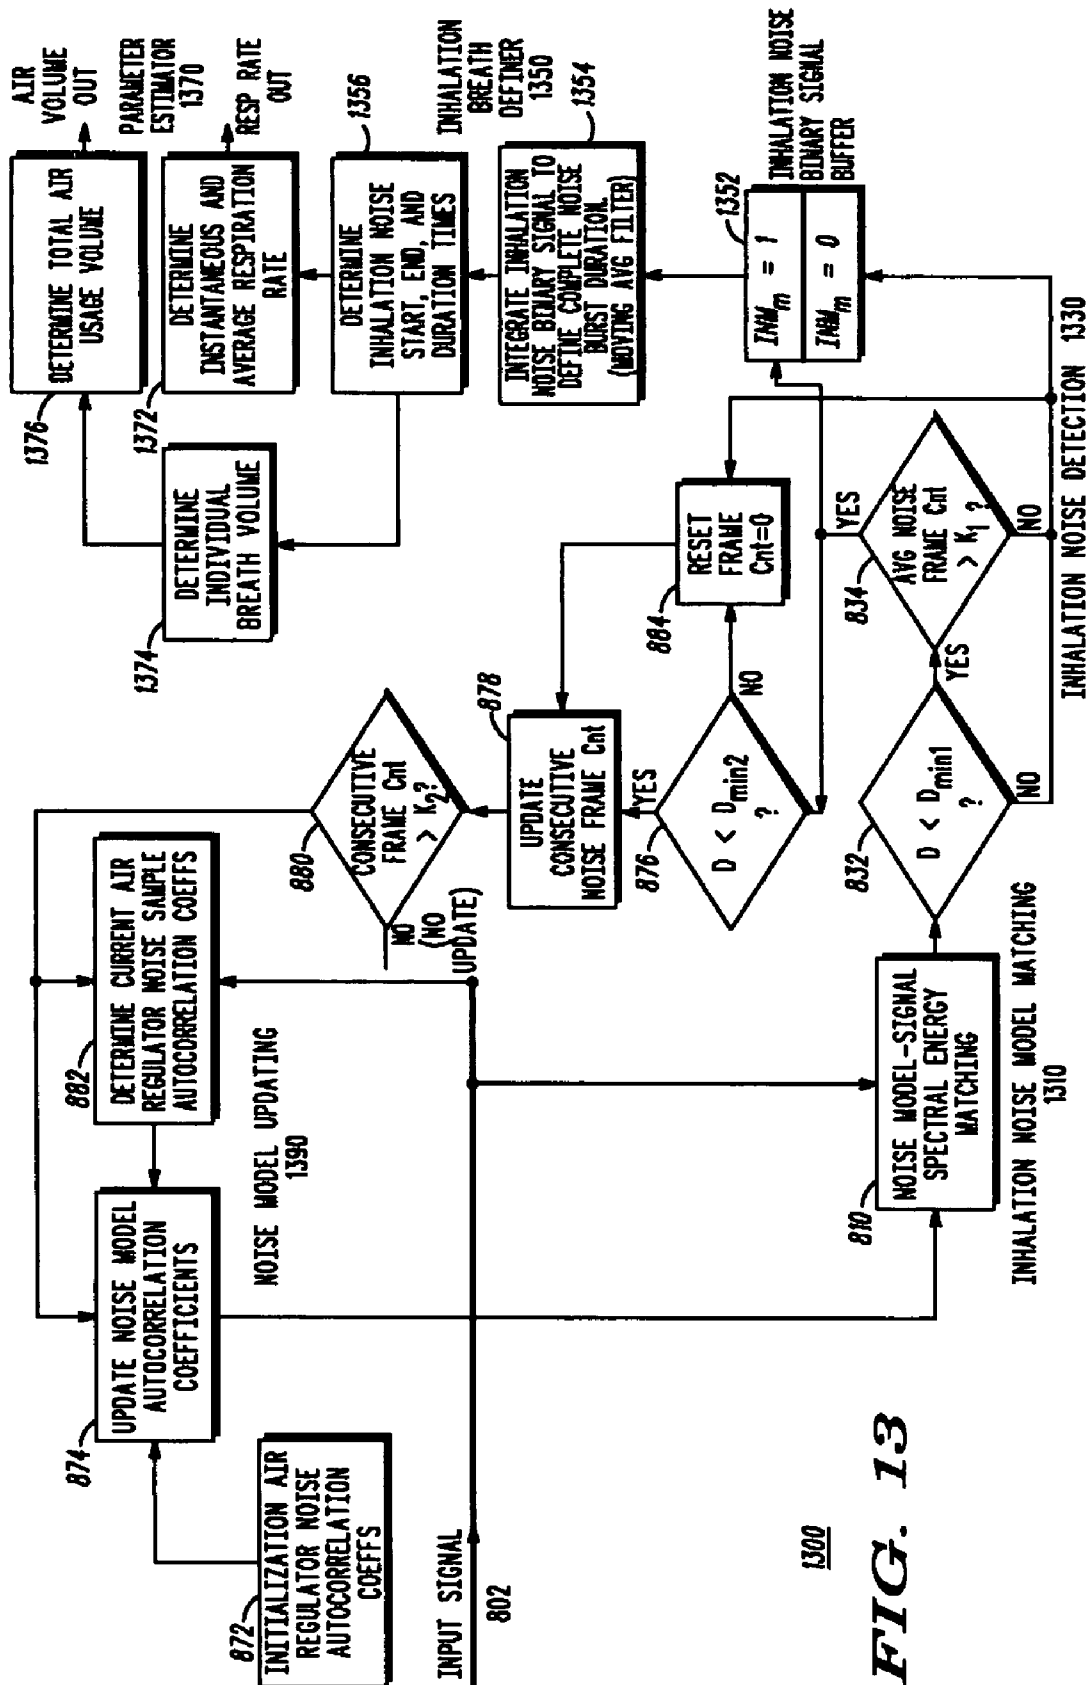 872
INITIALIZATION AIR
REGULATOR NOISE
AUTOCORRELATION
COEFFS
874
UPDATE NOISE MODEL
AUTOCORRELATION
COEFFICIENTS
882
DETERMINE CURRENT AIR
REGULATOR NOISE SAMPLE
AUTOCORRELATION COEFFS
NOISE MODEL UPDATING
1390
INPUT SIGNAL
802
880
CONSECUTIVE
FRAME Cnt
> K2?
NO
(NO
UPDATE)
878
UPDATE
CONSECUTIVE
NOISE FRAME Cnt
YES
876
D < Dmin2
?
NO
884
RESET
FRAME
Cnt=0
810
NOISE MODEL-SIGNAL
SPECTRAL ENERGY
MATCHING
INHALATION NOISE MODEL MATCHING
1310
832
D < Dmin1
?
YES
NO
834
AVG NOISE
FRAME Cnt
> K1 ?
YES
NO
INHALATION NOISE DETECTION 1330
1352
INMm = 1
INMm = 0
INHALATION NOISE
BINARY SIGNAL
BUFFER
1354
INTEGRATE INHALATION
NOISE BINARY SIGNAL TO
DEFINE COMPLETE NOISE
BURST DURATION.
(MOVING AVG FILTER)
INHALATION
BREATH
DEFINER
1350
1356
DETERMINE
INHALATION NOISE
START, END, AND
DURATION TIMES
1374
DETERMINE
INDIVIDUAL
BREATH VOLUME
1372
DETERMINE
INSTANTANEOUS AND
AVERAGE RESPIRATION
RATE
RESP RATE
OUT
1376
DETERMINE TOTAL AIR
USAGE VOLUME
AIR
VOLUME
OUT
PARAMETER
ESTIMATOR
1370
1300
FIG. 13